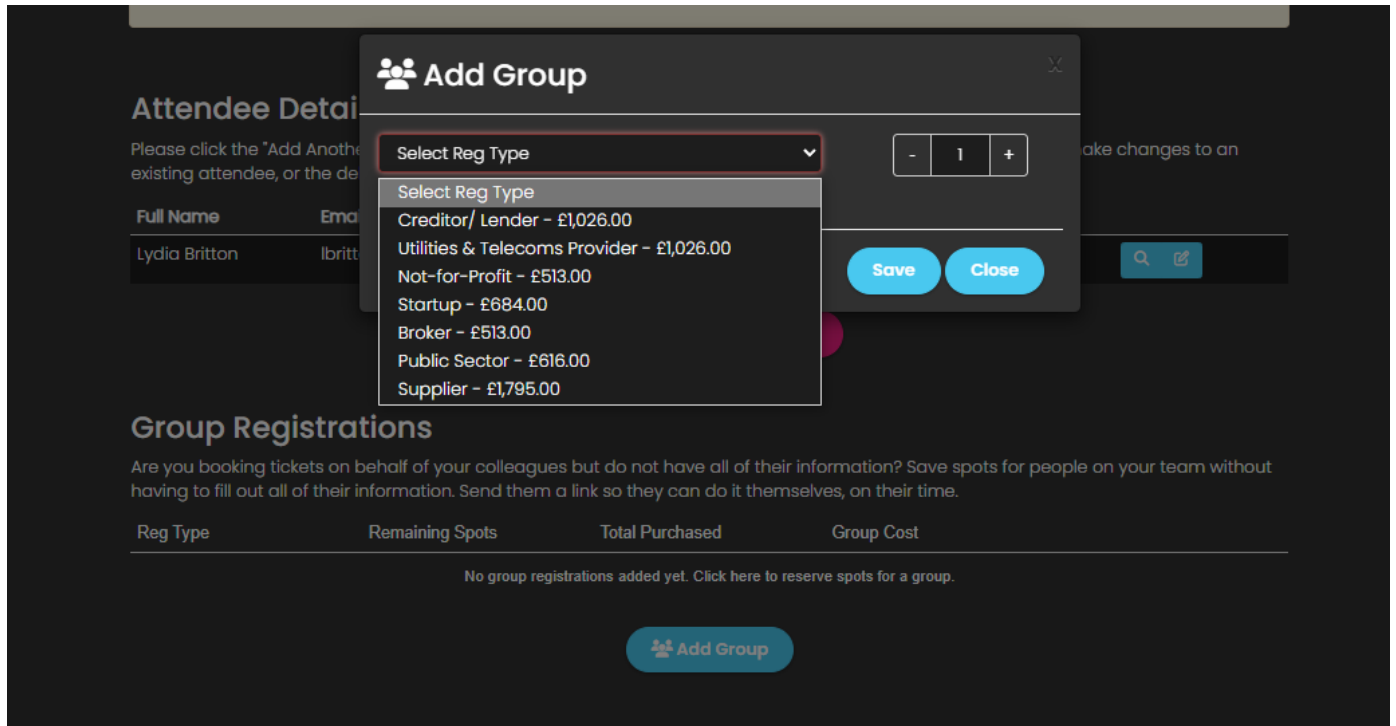 Add Group
x
Attendee Detai
Please click the "Add Anothe
ake changes to an
existing attendee, or the de
Select Reg Type
- 1 +
Select Reg Type
Creditor/ Lender - £1,026.00
Utilities & Telecoms Provider - £1,026.00
Not-for-Profit - £513.00
Startup - £684.00
Broker - £513.00
Public Sector - £616.00
Supplier - £1,795.00
Full Name Emai
Lydia Britton lbritt
Save Close
Group Registrations
Are you booking tickets on behalf of your colleagues but do not have all of their information? Save spots for people on your team without
having to fill out all of their information. Send them a link so they can do it themselves, on their time.
Reg Type Remaining Spots Total Purchased Group Cost
No group registrations added yet. Click here to reserve spots for a group.
Add Group